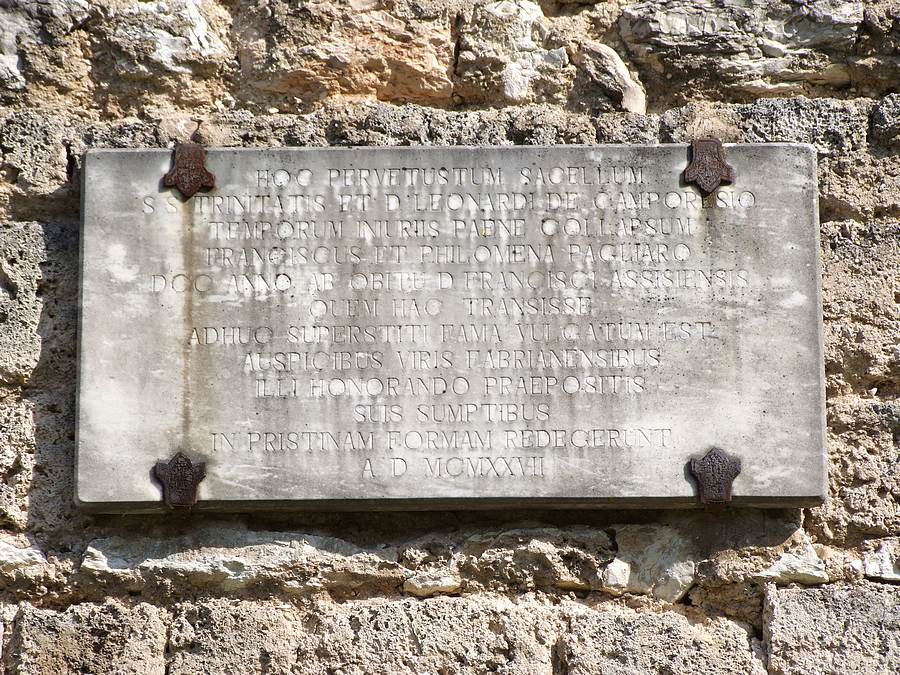 HOC PERVETUSTUM SACELLUM
S S TRINITATIS ET D LEONARDI DE CAMPORESIO
TEMPORUM INIURIIS PAENE COLLAPSUM
FRANCISCUS ET PHILOMENA PAGLIARO
DCC ANNO AB OBITU D FRANCISCI ASSISIENSIS
QUEM HAC TRANSISSE
ADHUC SUPERSTITI FAMA VULGATUM EST
AUSPICIBUS VIRIS FABRIANENSIBUS
ILLI HONORANDO PRAEPOSITIS
SUIS SUMPTIBUS
IN PRISTINAM FORMAM REDEGERUNT
A D MCMXXVII